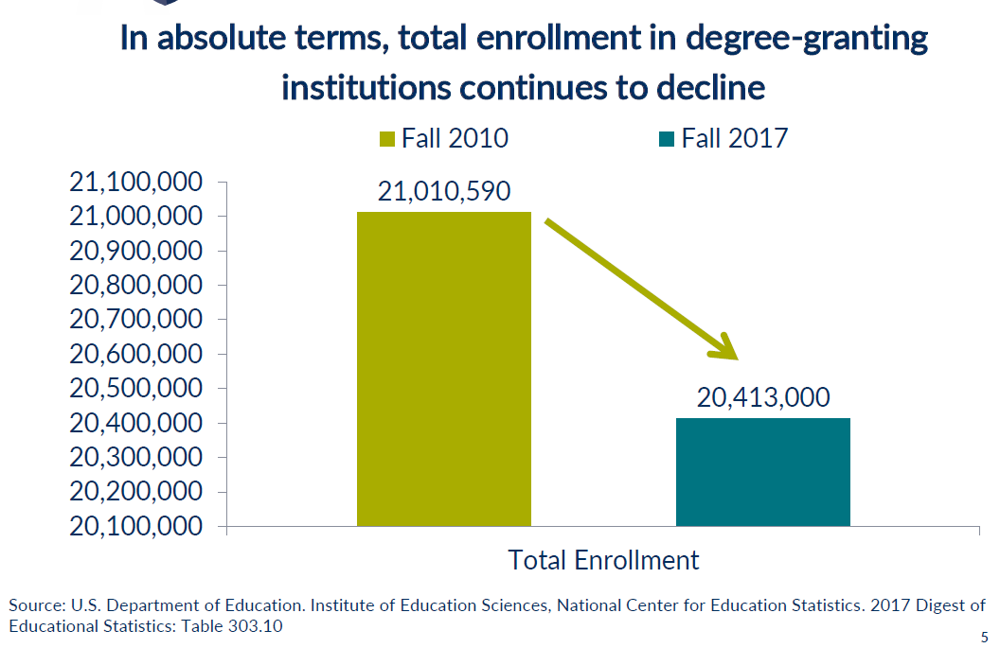 In absolute terms, total enrollment in degree-granting
institutions continues to decline
Fall 2010
Fall 2017
21,100,000
21,000,000
20,900,000
20,800,000
20,700,000
20,600,000
20,500,000
20,400,000
20,300,000
20,200,000
20,100,000
21,010,590
20,413,000
Total Enrollment
Source: U.S. Department of Education. Institute of Education Sciences, National Center for Education Statistics. 2017 Digest of
Educational Statistics: Table 303.10
5